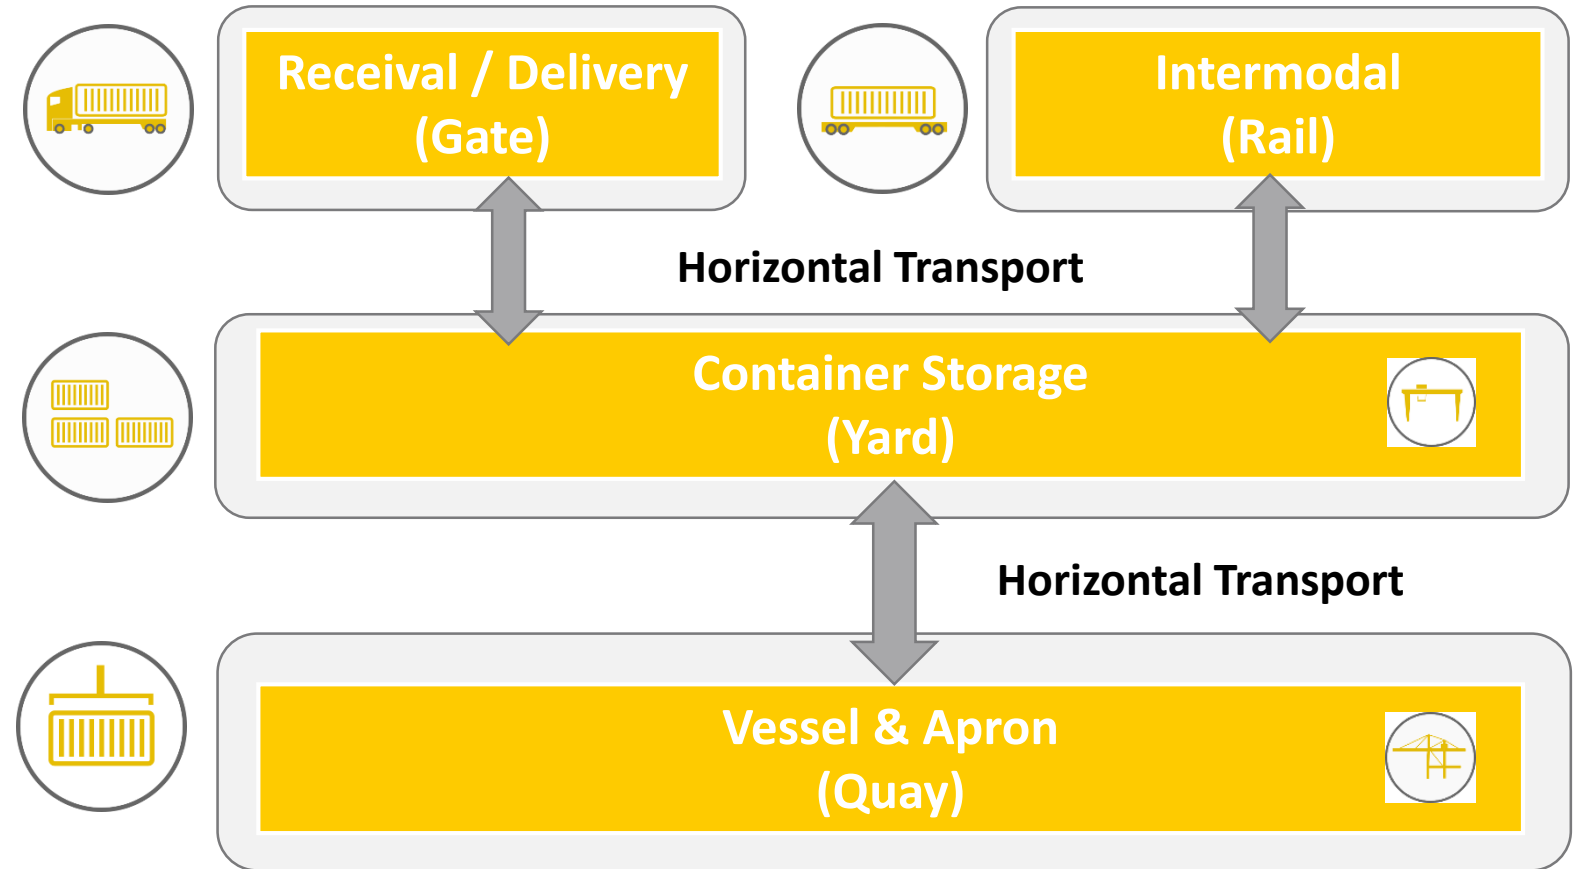 Receival / Delivery
(Gate)
Intermodal
(Rail)
Horizontal Transport
Container Storage
(Yard)
Horizontal Transport
Vessel & Apron
(Quay)